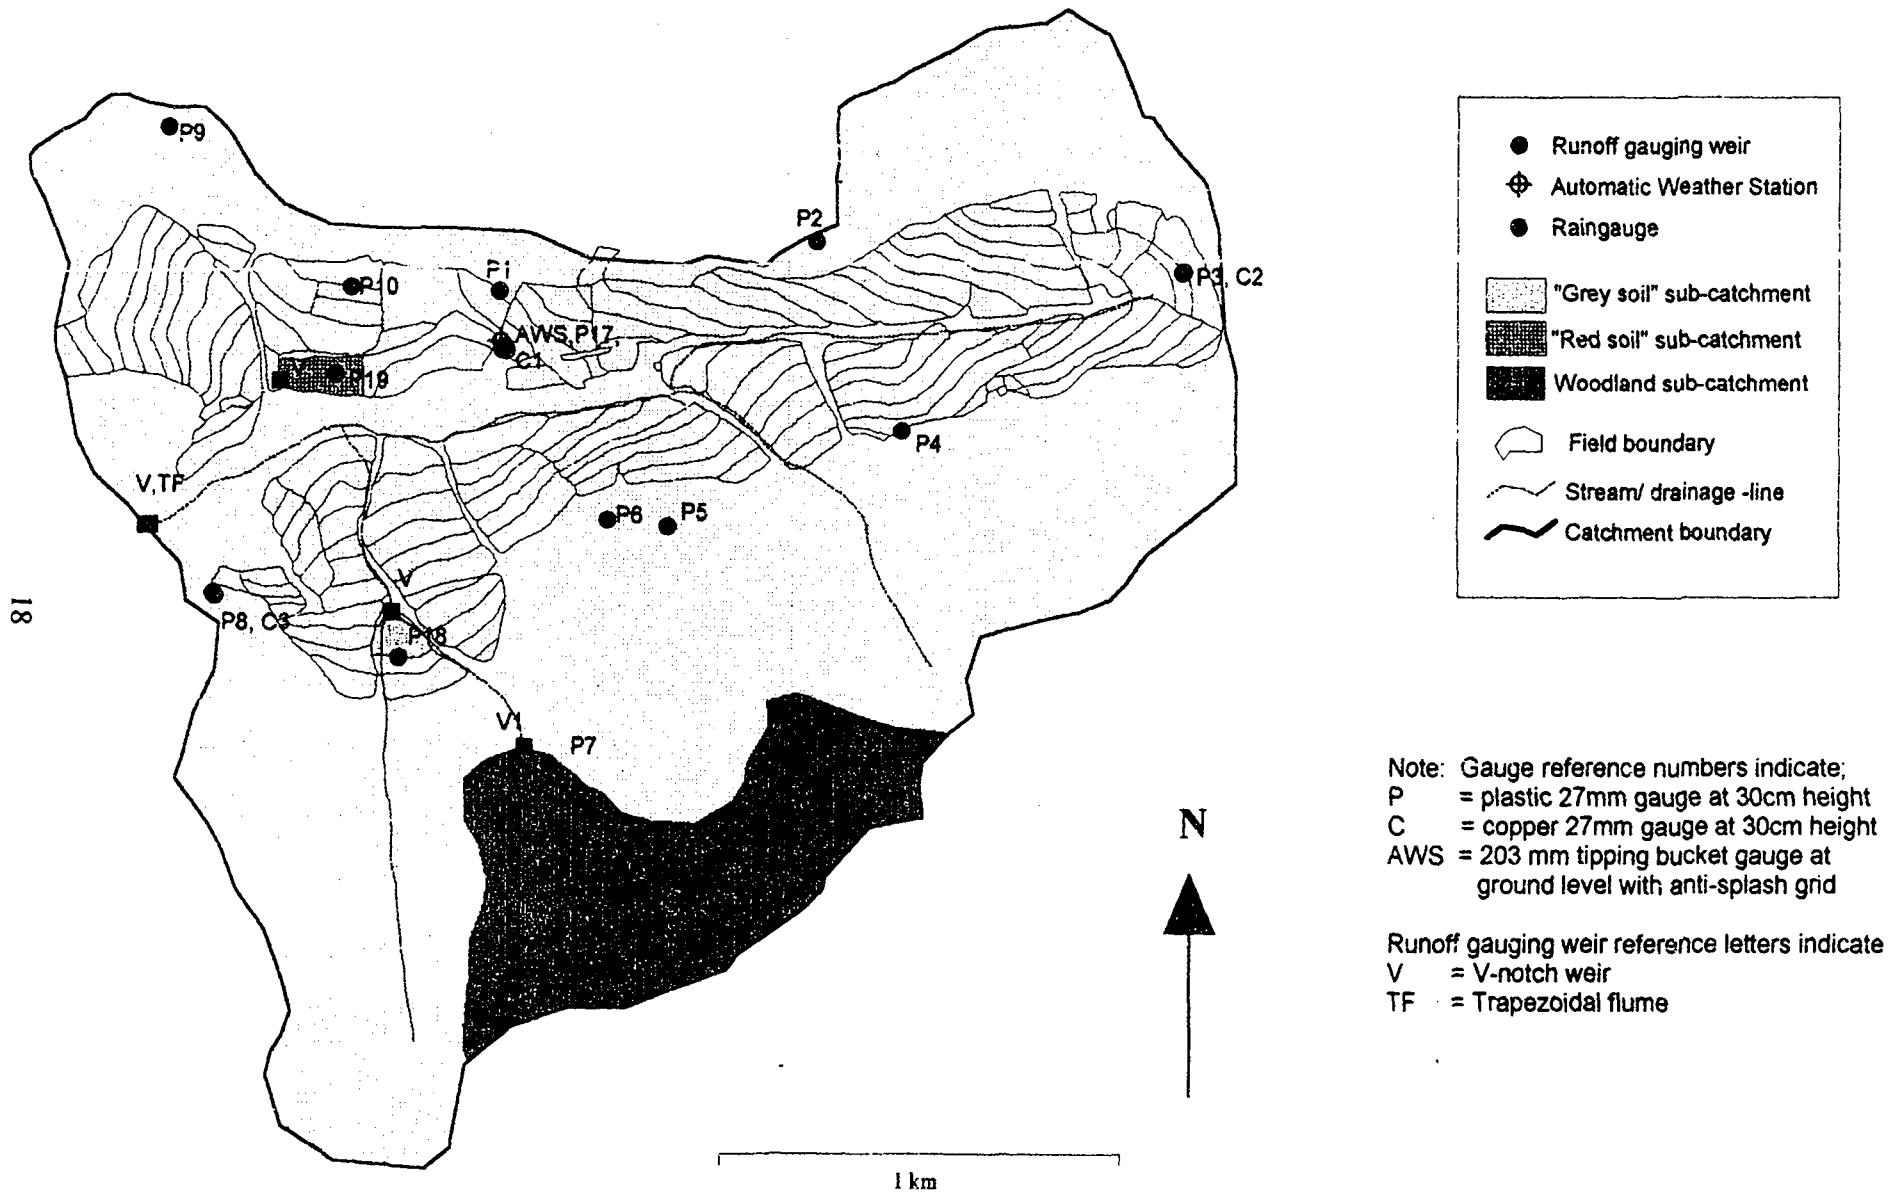 P9
P2
P10
P1
P3, C2
AWS,P17,
C1
V
P19
P4
V,TF
P6
P5
V
P8, C3
P18
V1
P7
18
1 km
N
Runoff gauging weir
Automatic Weather Station
Raingauge
"Grey soil" sub-catchment
"Red soil" sub-catchment
Woodland sub-catchment
Field boundary
Stream/ drainage -line
Catchment boundary
Note: Gauge reference numbers indicate;
P = plastic 27mm gauge at 30cm height
C = copper 27mm gauge at 30cm height
AWS = 203 mm tipping bucket gauge at
ground level with anti-splash grid
Runoff gauging weir reference letters indicate
V = V-notch weir
TF = Trapezoidal flume